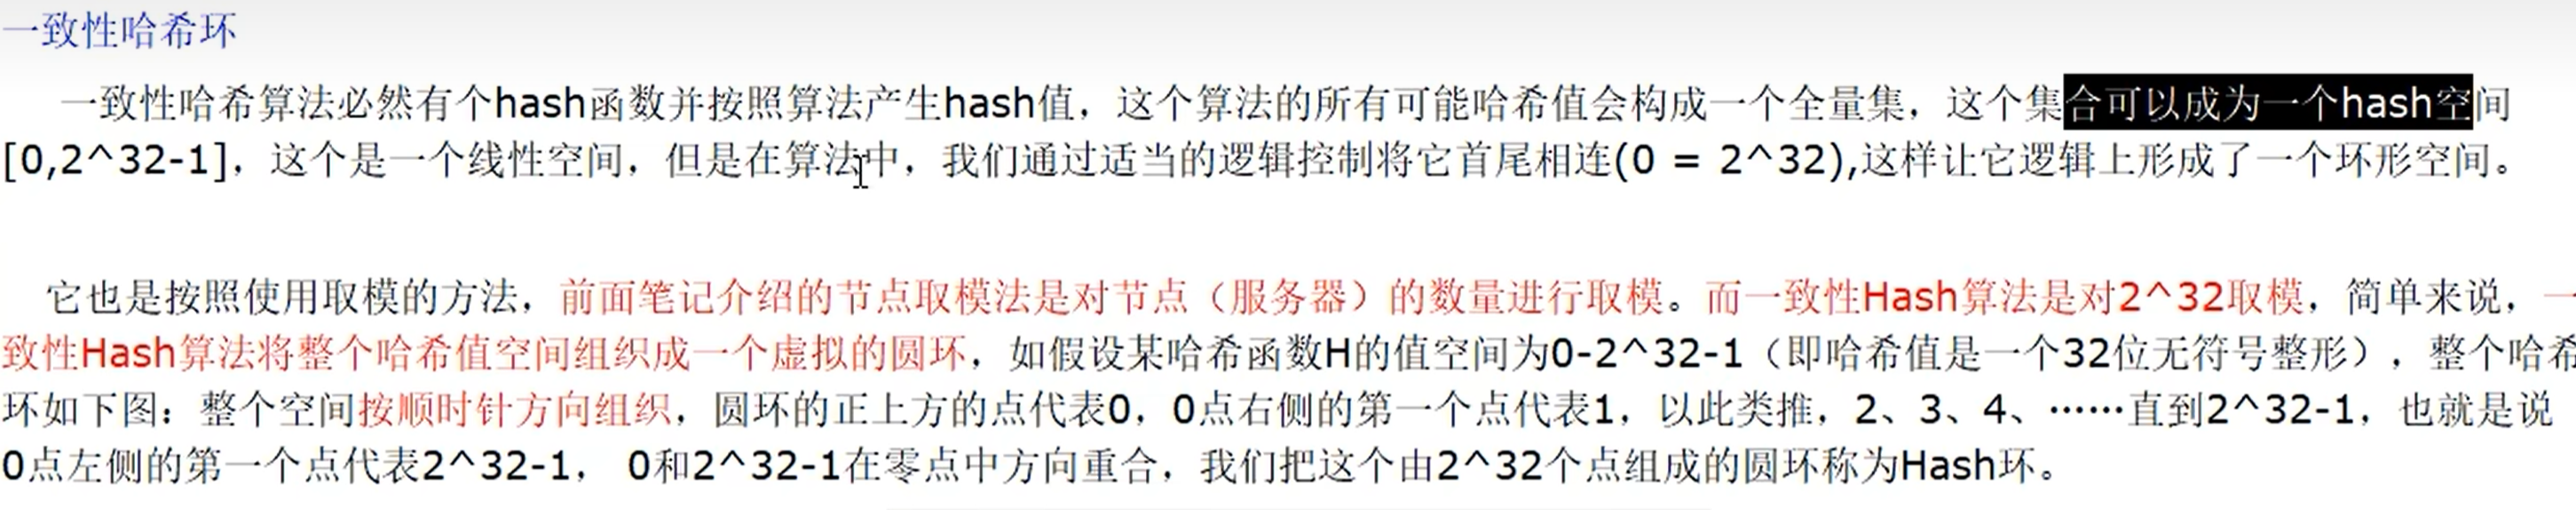 一致性哈希环
一致性哈希算法必然有个hash函数并按照算法产生hash值，这个算法的所有可能哈希值会构成一个全量集，这个集合可以成为一个hash空间
[0,2^32-1]，这个是一个线性空间，但是在算法中，我们通过适当的逻辑控制将它首尾相连(0 = 2^32),这样让它逻辑上形成了一个环形空间。
它也是按照使用取模的方法，前面笔记介绍的节点取模法是对节点（服务器）的数量进行取模。而一致性Hash算法是对2^32取模，简单来说，一
致性Hash算法将整个哈希值空间组织成一个虚拟的圆环，如假设某哈希函数H的值空间为0-2^32-1（即哈希值是一个32位无符号整形），整个哈希
环如下图：整个空间按顺时针方向组织，圆环的正上方的点代表0，0点右侧的第一个点代表1，以此类推，2、3、4、……直到2^32-1，也就是说
0点左侧的第一个点代表2^32-1， 0和2^32-1在零点中方向重合，我们把这个由2^32个点组成的圆环称为Hash环。